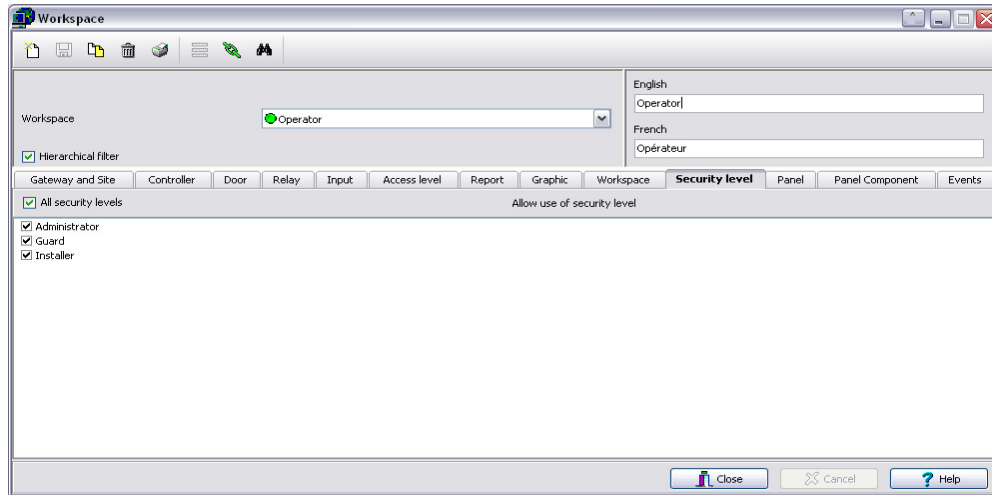 Workspace
English
Operator
Workspace
Operator
French
Opérateur
Hierarchical filter
Gateway and Site Controller Door Relay Input Access level Report Graphic Workspace Security level Panel Panel Component Events
All security levels Allow use of security level
Administrator
Guard
Installer
Close Cancel ? Help